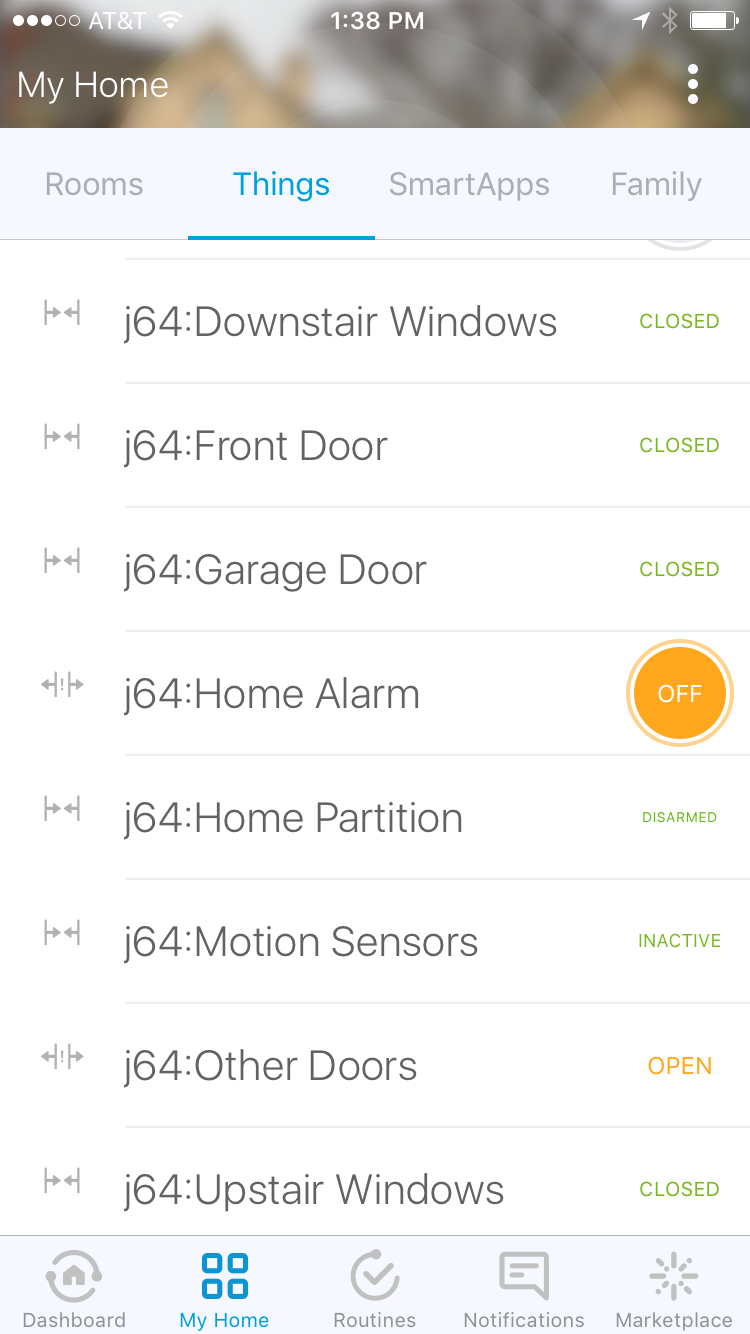 AT&T 1:38 PM
My Home
Rooms Things SmartApps Family
j64:Downstair Windows CLOSED
j64:Front Door CLOSED
j64:Garage Door CLOSED
j64:Home Alarm OFF
j64:Home Partition DISARMED
j64:Motion Sensors INACTIVE
j64:Other Doors OPEN
j64:Upstair Windows CLOSED
Dashboard My Home Routines Notifications Marketplace